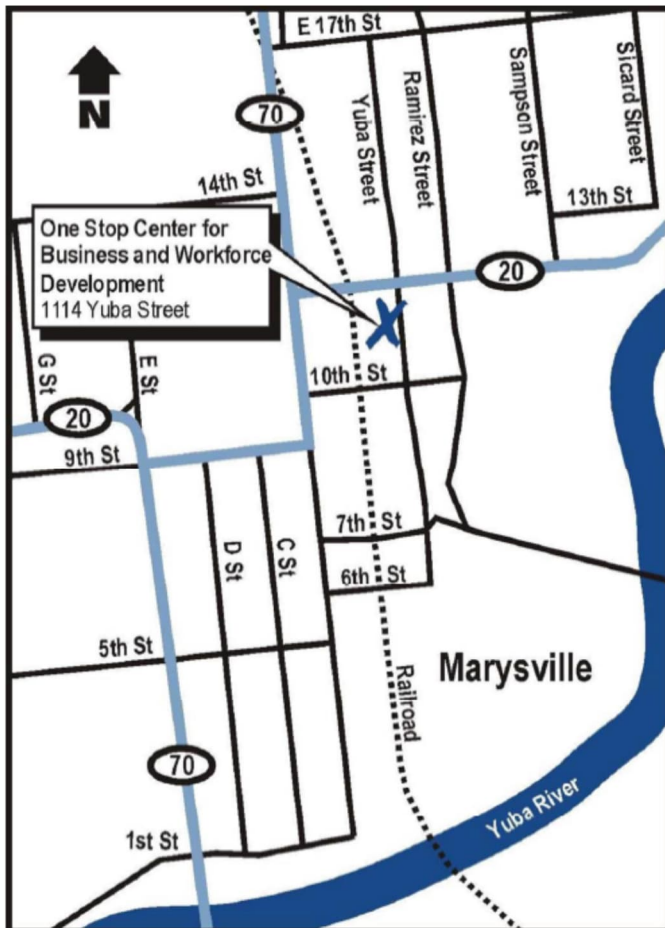 E 17th St
N
70
Yuba Street
Ramirez Street
Sampson Street
Sicard Street
14th St
13th St
One Stop Center for
Business and Workforce
Development
1114 Yuba Street
20
G St
E St
10th St
20
9th St
D St
C St
7th St
6th St
5th St
Marysville
Railroad
70
Yuba River
1st St